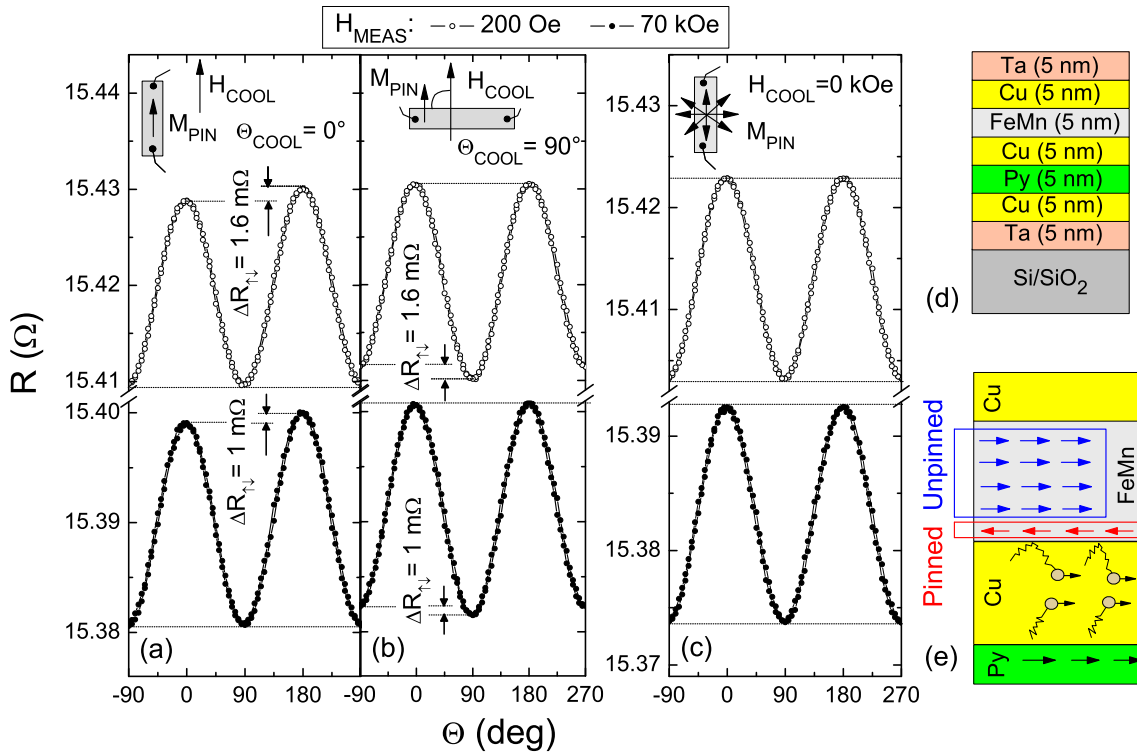 H_MEAS: –○– 200 Oe –●– 70 kOe
R (Ω)
15.44
15.43
15.42
15.41
15.40
15.39
15.38
H_COOL
M_PIN
Θ_COOL = 0°
ΔR↑↓ = 1.6 mΩ
ΔR↑↓ = 1 mΩ
(a)
-90 0 90 180
M_PIN
H_COOL
Θ_COOL = 90°
ΔR↑↓ = 1.6 mΩ
ΔR↑↓ = 1 mΩ
(b)
-90 0 90 180 270
15.43
15.42
15.41
15.39
15.38
15.37
H_COOL=0 kOe
M_PIN
(c)
-90 0 90 180 270
Θ (deg)
Ta (5 nm)
Cu (5 nm)
FeMn (5 nm)
Cu (5 nm)
Py (5 nm)
Cu (5 nm)
Ta (5 nm)
Si/SiO₂
(d)
Cu
Unpinned
FeMn
Pinned
Cu
Py
(e)